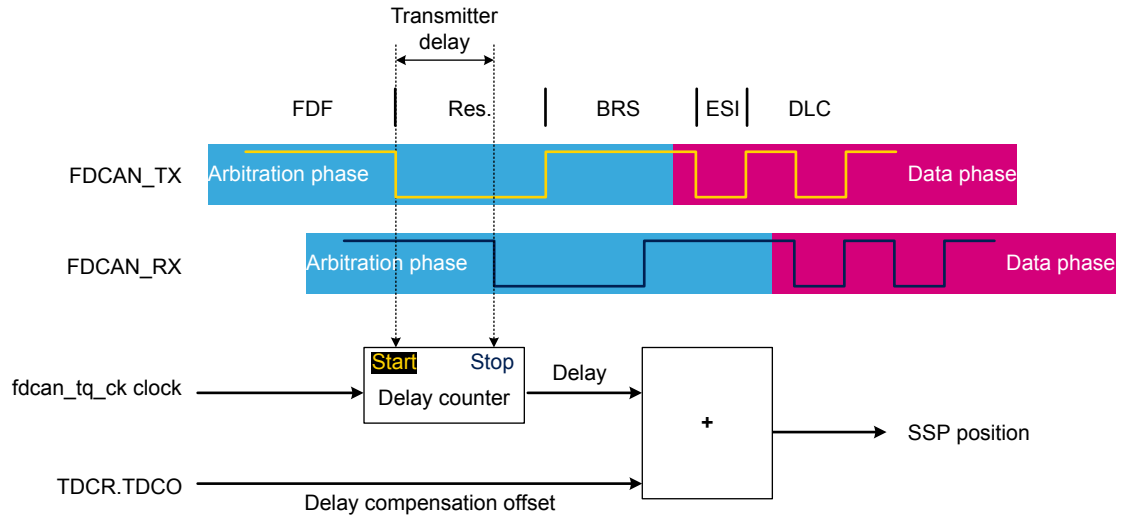 Transmitter
delay
FDF Res. BRS ESI DLC
FDCAN_TX
Arbitration phase Data phase
FDCAN_RX
Arbitration phase Data phase
Start Stop
Delay counter
fdcan_tq_ck clock
Delay
+
SSP position
TDCR.TDCO
Delay compensation offset